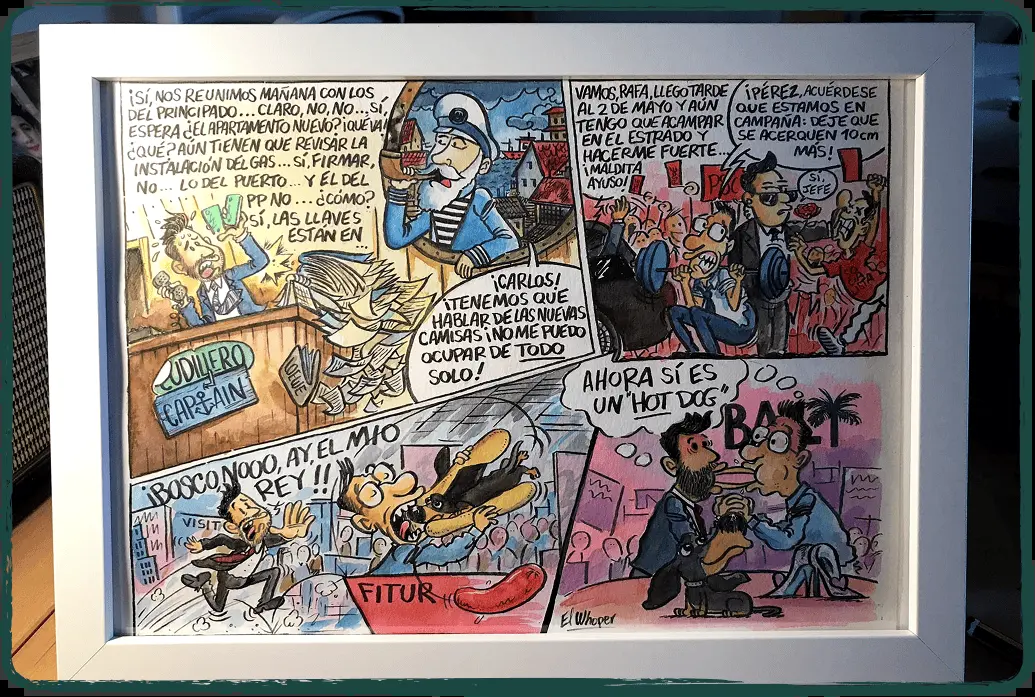 ¡SÍ, NOS REUNIMOS MAÑANA CON LOS
DEL PRINCIPADO... CLARO, NO, NO... SÍ,
ESPERA ¿EL APARTAMENTO NUEVO? ¡QUÉ VA!
¿QUÉ? AÚN TIENEN QUE REVISAR LA
INSTALACIÓN DEL GAS... SÍ, FIRMAR,
NO... LO DEL PUERTO... Y ÉL DEL
PP NO... ¿CÓMO?
SÍ, LAS LLAVES
ESTÁN EN
...
CUDILLERO
CAPTAIN
¡CARLOS!
¡TENEMOS QUE
HABLAR DE LAS NUEVAS
CAMISAS! ¡NO ME PUEDO
OCUPAR DE TODO
SOLO!
VAMOS, RAFA, LLEGO TARDE
AL 2 DE MAYO Y AÚN
TENGO QUE ACAMPAR
EN EL ESTRADO Y
HACERME FUERTE...
¡MALDITA
AYUSO!
¡PÉREZ, ACUÉRDESE
QUE ESTAMOS EN
CAMPAÑA: DEJE QUE
SE ACERQUEN 10 cm
MÁS!
SÍ,
JEFE
¡BOSCO, NOOO, AY, EL MIO
REY!!
VISIT
FITUR
AHORA SÍ ES
UN "HOT DOG"
El Whoper